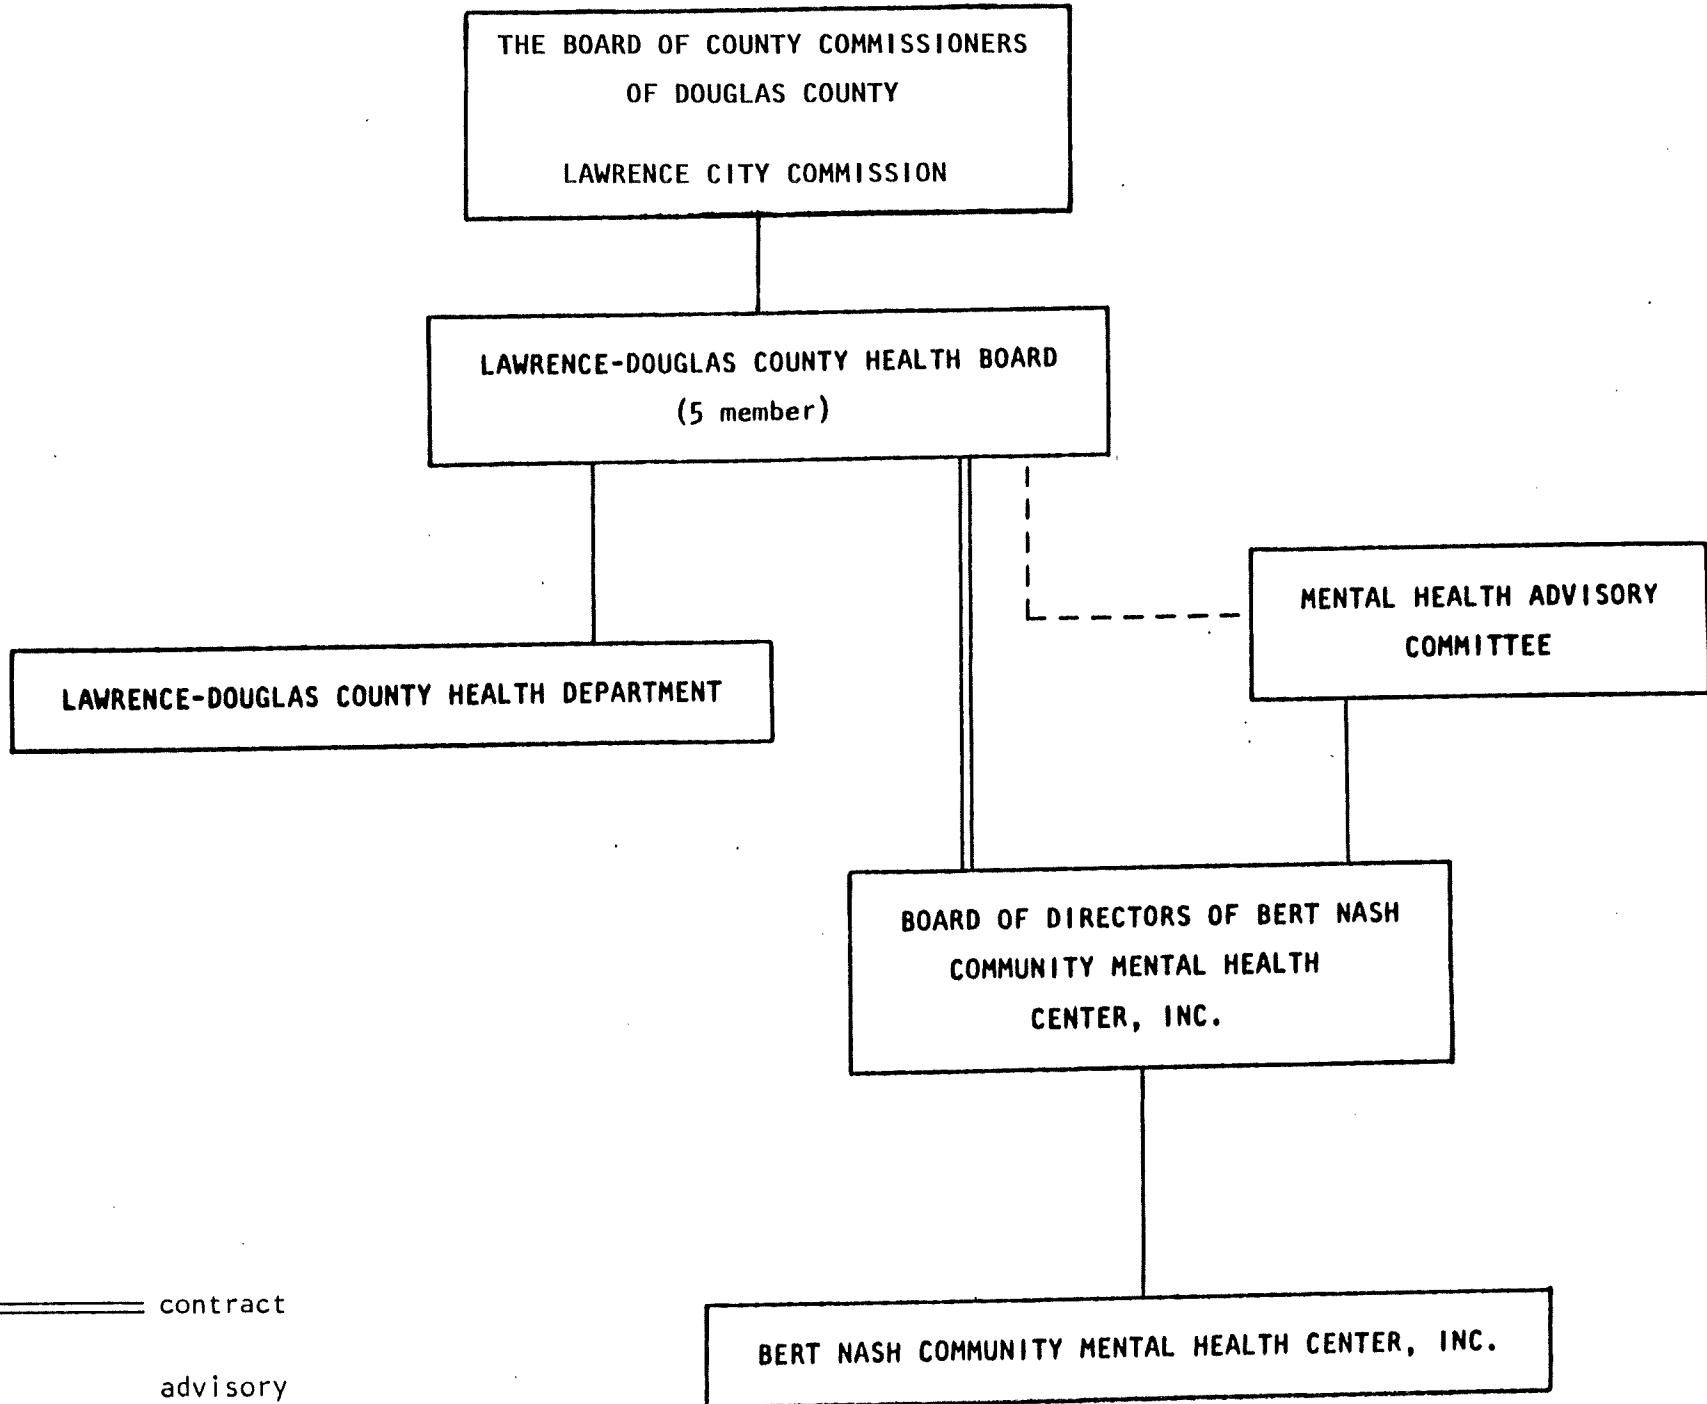 THE BOARD OF COUNTY COMMISSIONERS
OF DOUGLAS COUNTY
LAWRENCE CITY COMMISSION
LAWRENCE-DOUGLAS COUNTY HEALTH BOARD
(5 member)
MENTAL HEALTH ADVISORY
COMMITTEE
LAWRENCE-DOUGLAS COUNTY HEALTH DEPARTMENT
BOARD OF DIRECTORS OF BERT NASH
COMMUNITY MENTAL HEALTH
CENTER, INC.
contract
BERT NASH COMMUNITY MENTAL HEALTH CENTER, INC.
advisory